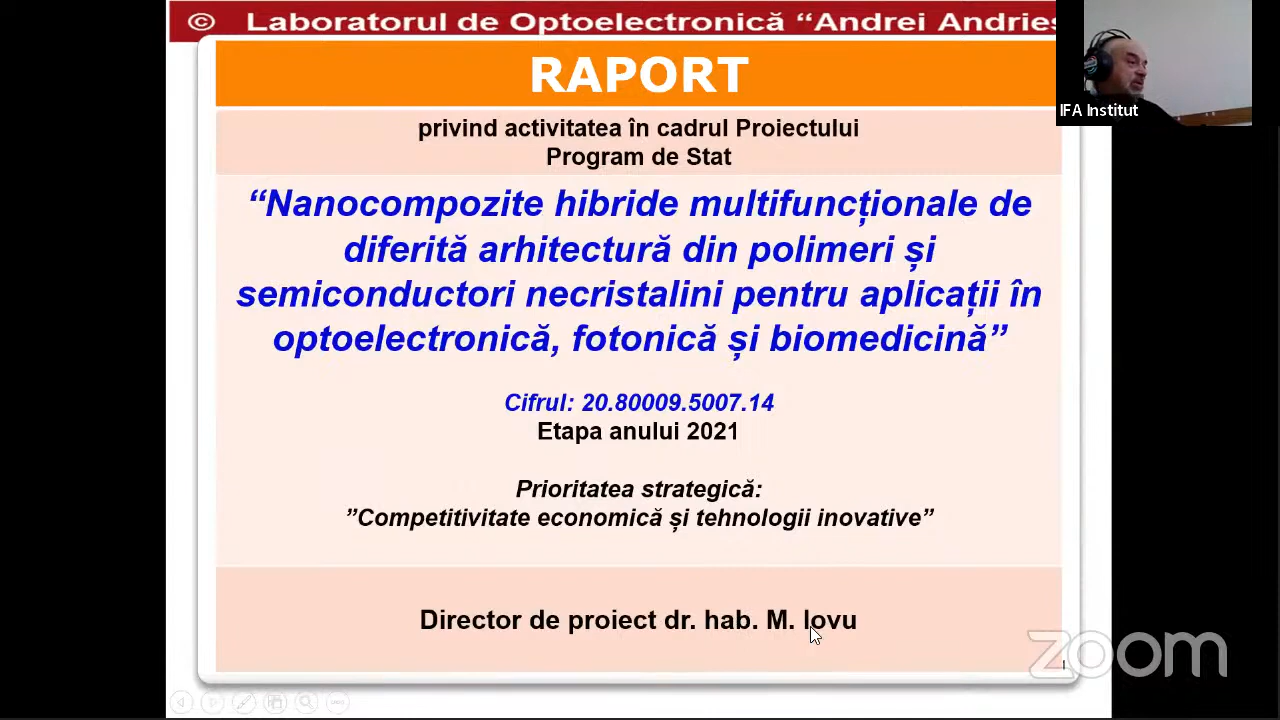 © Laboratorul de Optoelectronică “Andrei Andrieș
IFA Institut
RAPORT
privind activitatea în cadrul Proiectului
Program de Stat
“Nanocompozite hibride multifuncționale de
diferită arhitectură din polimeri și
semiconductori necristalini pentru aplicații în
optoelectronică, fotonică și biomedicină”
Cifrul: 20.80009.5007.14
Etapa anului 2021
Prioritatea strategică:
”Competitivitate economică și tehnologii inovative”
Director de proiect dr. hab. M. Iovu
zoom
1